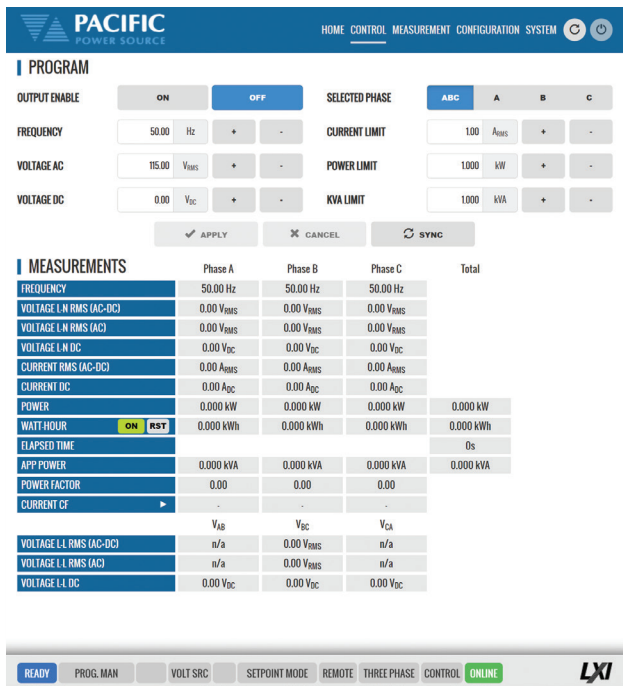 PACIFIC
POWER SOURCE
HOME CONTROL MEASUREMENT CONFIGURATION SYSTEM
PROGRAM
OUTPUT ENABLE ON OFF SELECTED PHASE ABC A B C
FREQUENCY 50.00 Hz + - CURRENT LIMIT 1.00 ARMS + -
VOLTAGE AC 115.00 VRMS + - POWER LIMIT 1.000 kW + -
VOLTAGE DC 0.00 VDC + - KVA LIMIT 1.000 kVA + -
APPLY CANCEL SYNC
MEASUREMENTS Phase A Phase B Phase C Total
FREQUENCY 50.00 Hz 50.00 Hz 50.00 Hz
VOLTAGE L-N RMS (AC-DC) 0.00 VRMS 0.00 VRMS 0.00 VRMS
VOLTAGE L-N RMS (AC) 0.00 VRMS 0.00 VRMS 0.00 VRMS
VOLTAGE L-N DC 0.00 VDC 0.00 VDC 0.00 VDC
CURRENT RMS (AC-DC) 0.00 ARMS 0.00 ARMS 0.00 ARMS
CURRENT DC 0.00 ADC 0.00 ADC 0.00 ADC
POWER 0.000 kW 0.000 kW 0.000 kW 0.000 kW
WATT-HOUR ON RST 0.000 kWh 0.000 kWh 0.000 kWh 0.000 kWh
ELAPSED TIME 0s
APP POWER 0.000 kVA 0.000 kVA 0.000 kVA 0.000 kVA
POWER FACTOR 0.00 0.00 0.00
CURRENT CF - - -
VAB VBC VCA
VOLTAGE L-L RMS (AC-DC) n/a 0.00 VRMS n/a
VOLTAGE L-L RMS (AC) n/a 0.00 VRMS n/a
VOLTAGE L-L DC 0.00 VDC 0.00 VDC 0.00 VDC
READY PROG. MAN VOLT SRC SETPOINT MODE REMOTE THREE PHASE CONTROL ONLINE LXI